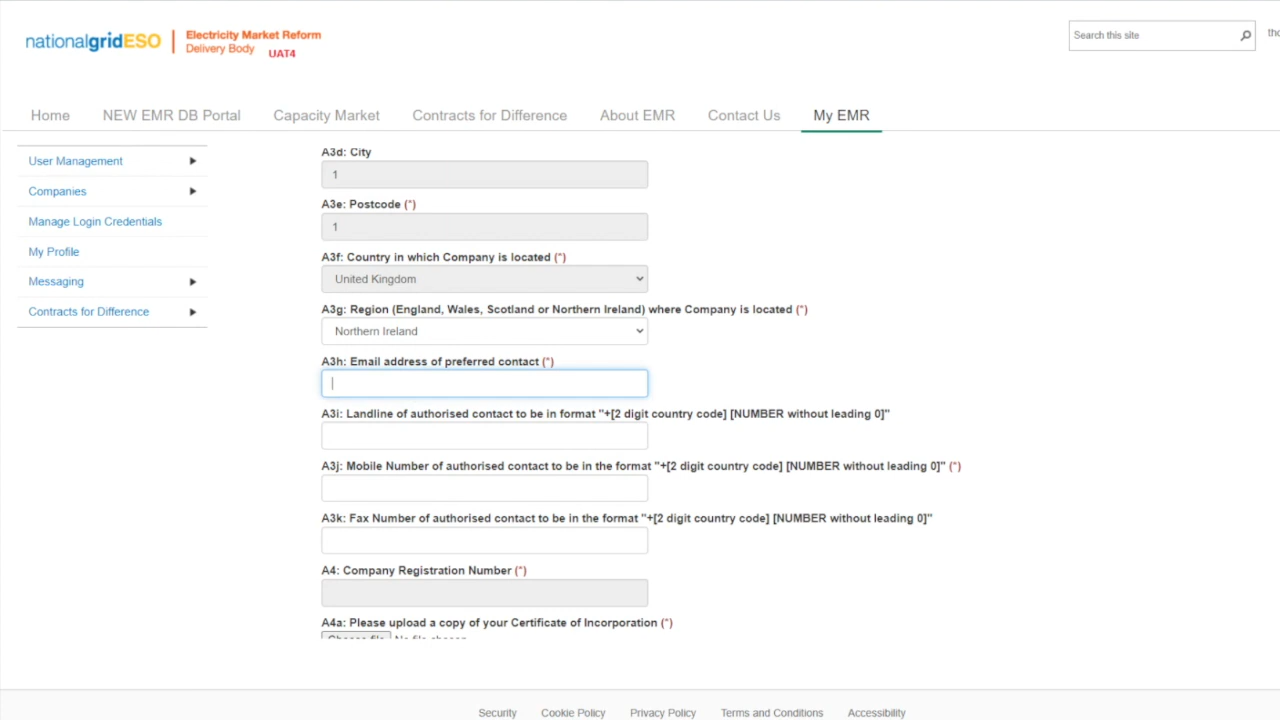 nationalgridESO
Electricity Market Reform
Delivery Body
UAT4
Search this site
Home NEW EMR DB Portal Capacity Market Contracts for Difference About EMR Contact Us My EMR
User Management
Companies
Manage Login Credentials
My Profile
Messaging
Contracts for Difference
A3d: City
1
A3e: Postcode (*)
1
A3f: Country in which Company is located (*)
United Kingdom
A3g: Region (England, Wales, Scotland or Northern Ireland) where Company is located (*)
Northern Ireland
A3h: Email address of preferred contact (*)
A3i: Landline of authorised contact to be in format "+[2 digit country code] [NUMBER without leading 0]"
A3j: Mobile Number of authorised contact to be in the format "+[2 digit country code] [NUMBER without leading 0]" (*)
A3k: Fax Number of authorised contact to be in the format "+[2 digit country code] [NUMBER without leading 0]"
A4: Company Registration Number (*)
A4a: Please upload a copy of your Certificate of Incorporation (*)
Choose file No file chosen
Security Cookie Policy Privacy Policy Terms and Conditions Accessibility